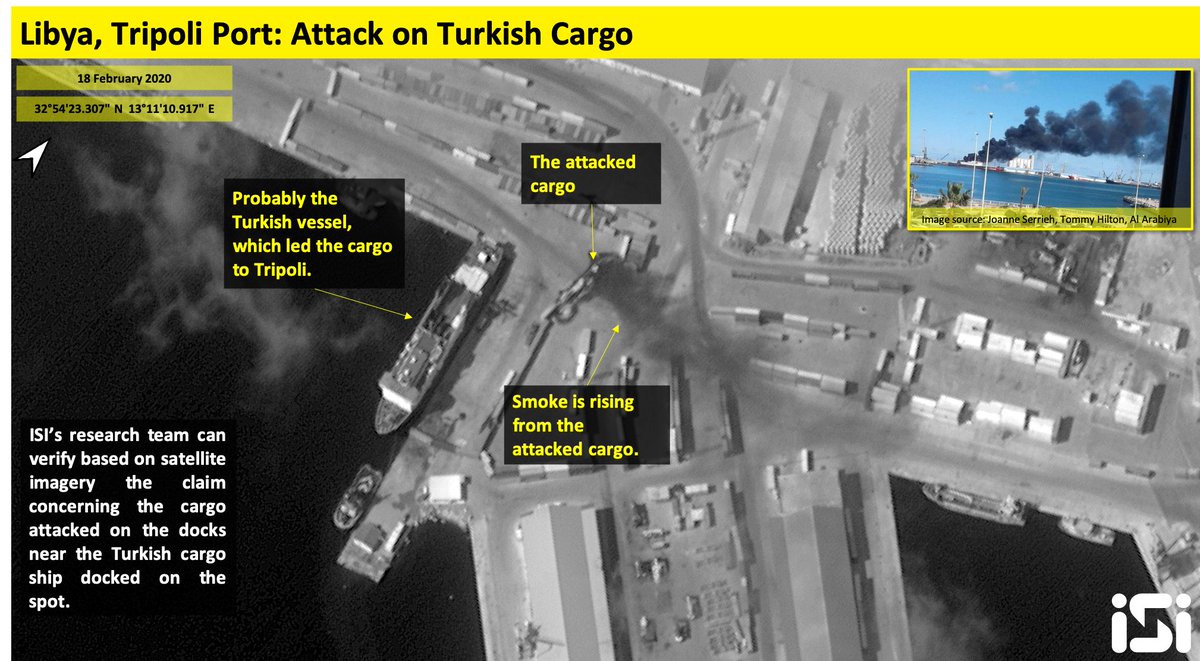 Libya, Tripoli Port: Attack on Turkish Cargo
18 February 2020
32°54'23.307" N 13°11'10.917" E
The attacked
cargo
Probably the
Turkish vessel,
which led the cargo
to Tripoli.
Image source: Joanne Serrieh, Tommy Hilton, Al Arabiya
Smoke is rising
from the
attacked cargo.
ISI’s research team can
verify based on satellite
imagery the claim
concerning the cargo
attacked on the docks
near the Turkish cargo
ship docked on the
spot.
iSi